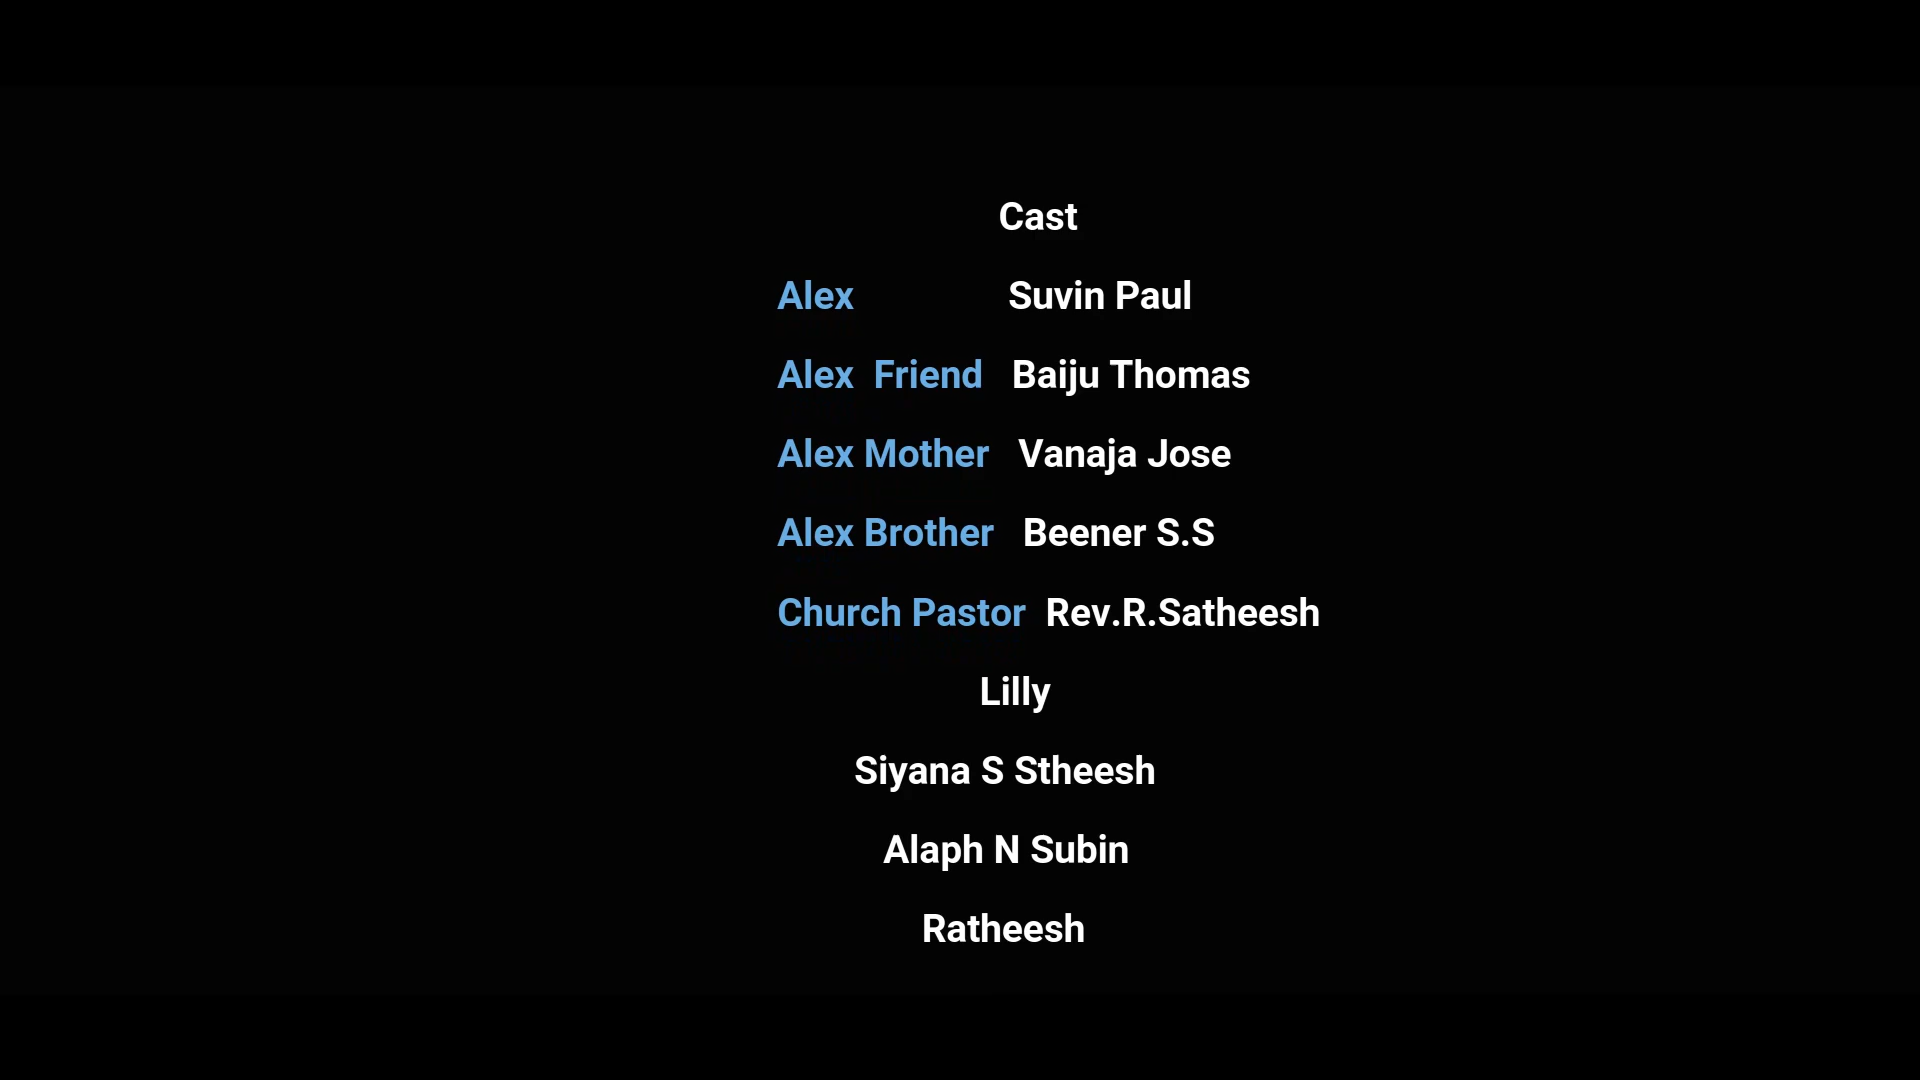 Cast
Alex Suvin Paul
Alex Friend Baiju Thomas
Alex Mother Vanaja Jose
Alex Brother Beener S.S
Church Pastor Rev.R.Satheesh
Lilly
Siyana S Stheesh
Alaph N Subin
Ratheesh